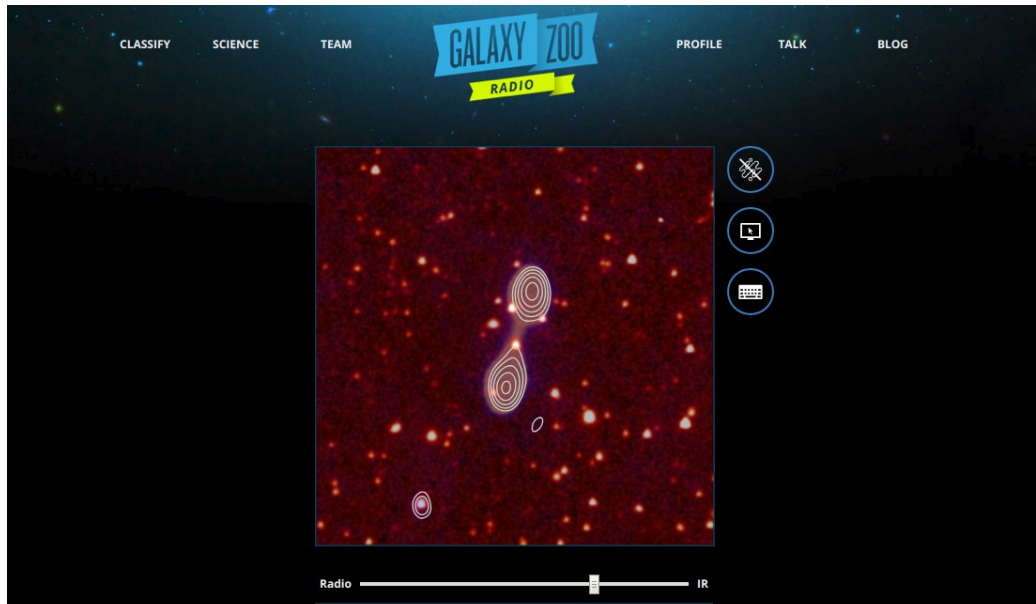 CLASSIFY SCIENCE TEAM GALAXY ZOO PROFILE TALK BLOG
RADIO
Radio IR